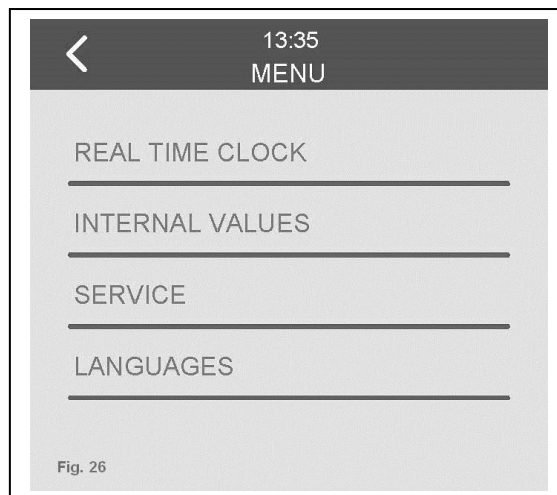 13:35
MENU
REAL TIME CLOCK
INTERNAL VALUES
SERVICE
LANGUAGES
Fig. 26